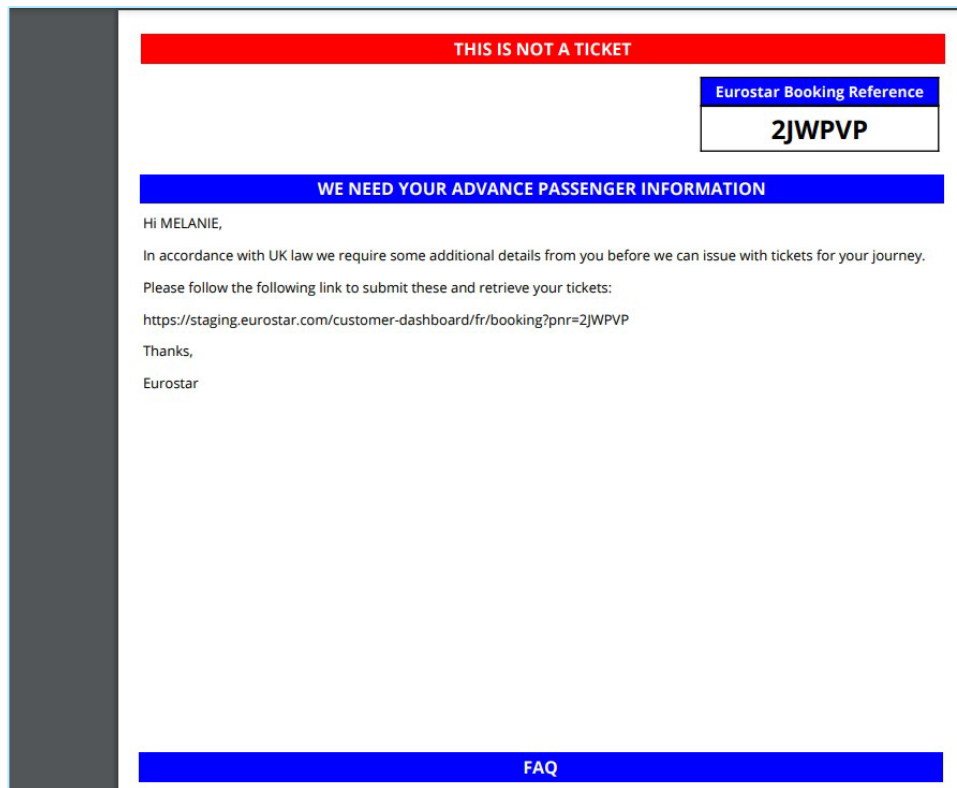 THIS IS NOT A TICKET
Eurostar Booking Reference
2JWPVP
WE NEED YOUR ADVANCE PASSENGER INFORMATION
Hi MELANIE,
In accordance with UK law we require some additional details from you before we can issue with tickets for your journey.
Please follow the following link to submit these and retrieve your tickets:
https://staging.eurostar.com/customer-dashboard/fr/booking?pnr=2JWPVP
Thanks,
Eurostar
FAQ